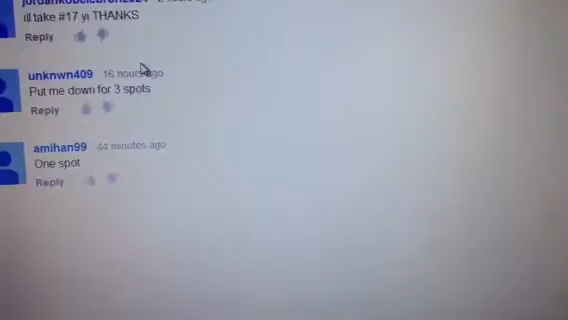 ill take #17 yi THANKS
Reply
unknwn409 16 hours ago
Put me down for 3 spots
Reply
amihan99 44 minutes ago
One spot
Reply